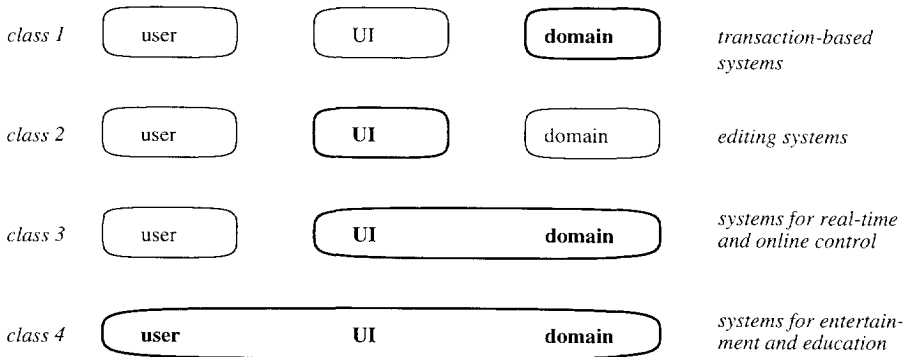 class 1 user UI domain transaction-based
systems
class 2 user UI domain editing systems
class 3 user UI domain systems for real-time
and online control
class 4 user UI domain systems for entertain-
ment and education